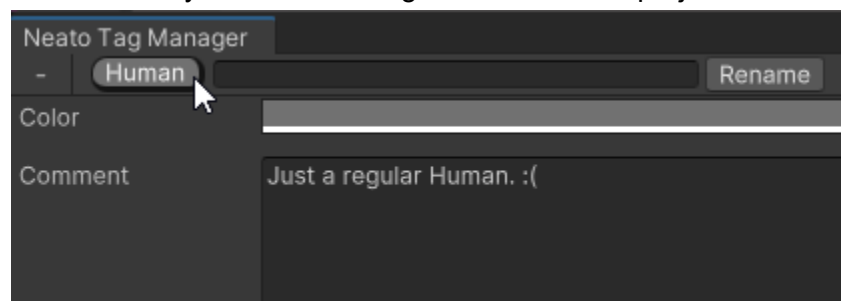 Neato Tag Manager
- Human Rename
Color
Comment Just a regular Human. :(